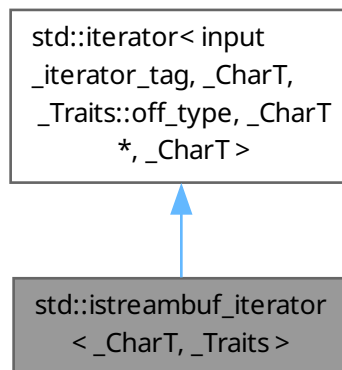 std::iterator< input
_iterator_tag, _CharT,
_Traits::off_type, _CharT
*, _CharT >
std::istreambuf_iterator
< _CharT, _Traits >